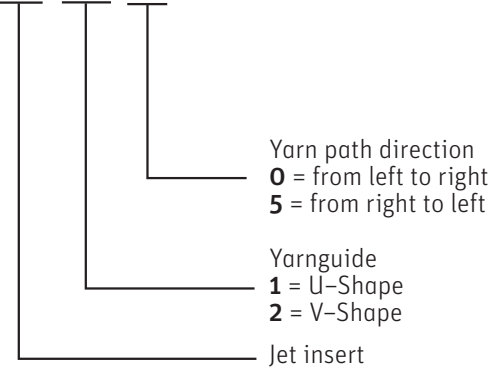 Yarn path direction
0 = from left to right
5 = from right to left
Yarnguide
1 = U–Shape
2 = V–Shape
Jet insert